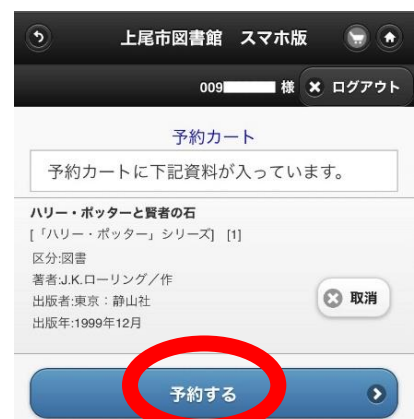 上尾市図書館 スマホ版
009 様 ログアウト
予約カート
予約カートに下記資料が入っています。
ハリー・ポッターと賢者の石
[「ハリー・ポッター」シリーズ] [1]
区分:図書
著者:J.K.ローリング／作
出版者:東京：静山社
取消
出版年:1999年12月
予約する